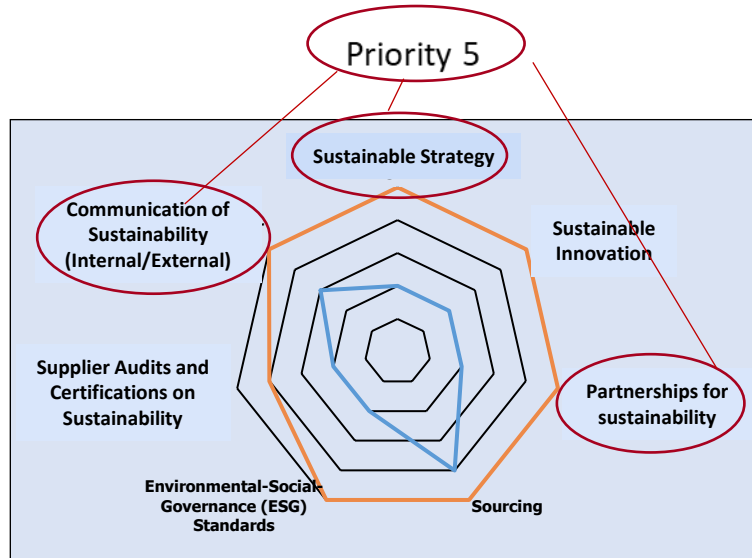 Priority 5
Sustainable Strategy
Communication of
Sustainability
(Internal/External)
Sustainable
Innovation
Supplier Audits and
Certifications on
Sustainability
Partnerships for
sustainability
Environmental-Social-
Governance (ESG)
Standards
Sourcing